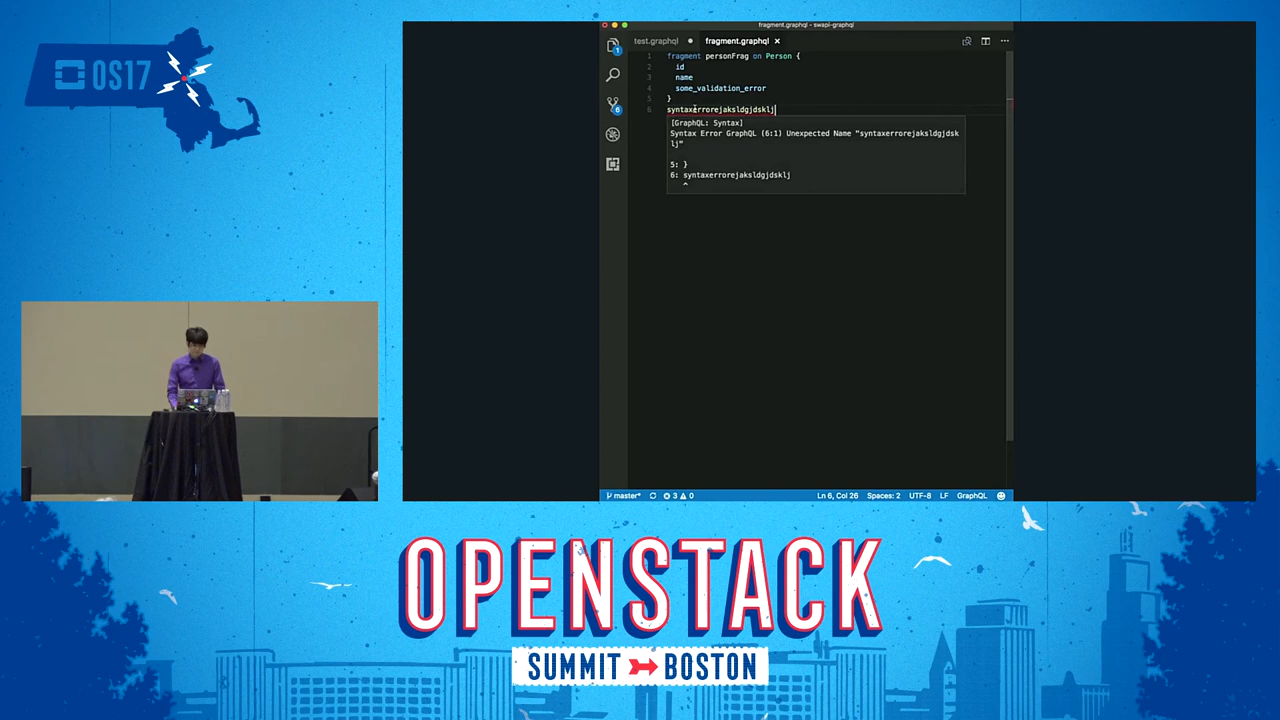 OS17
fragment.graphql - swapi-graphql
test.graphql
fragment.graphql
1 fragment personFrag on Person {
2 id
3 name
4 some_validation_error
5 }
6 syntaxerrorejaksldgjdsklj
[GraphQL: Syntax]
Syntax Error GraphQL (6:1) Unexpected Name "syntaxerrorejaksldgjdsk
lj"
5: }
6: syntaxerrorejaksldgjdsklj
^
1
6
master* 3 0 Ln 6, Col 26 Spaces: 2 UTF-8 LF GraphQL
OPENSTACK
SUMMIT BOSTON